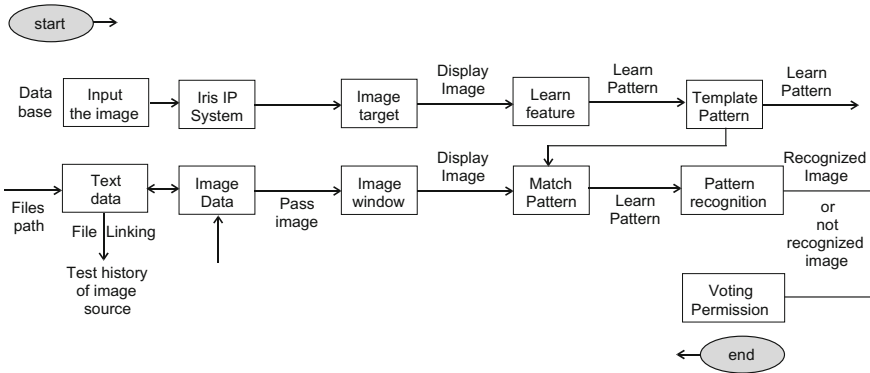 start
Data
base
Input
the image
Iris IP
System
Image
target
Display
Image
Learn
feature
Learn
Pattern
Template
Pattern
Learn
Pattern
Files
path
Text
data
File Linking
Test history
of image
source
Image
Data
Pass
image
Image
window
Display
Image
Match
Pattern
Learn
Pattern
Pattern
recognition
Recognized
Image
or
not
recognized
image
Voting
Permission
end